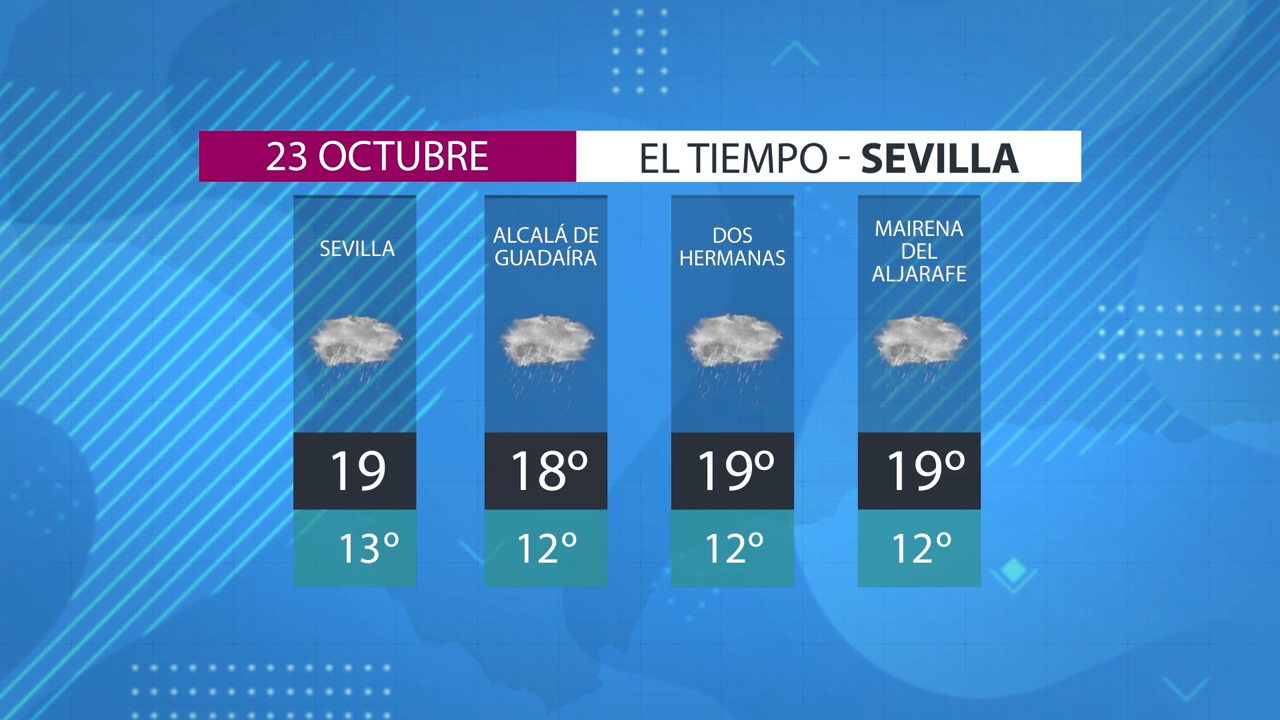 23 OCTUBRE
EL TIEMPO - SEVILLA
SEVILLA
19
13º
ALCALÁ DE
GUADAÍRA
18º
12º
DOS
HERMANAS
19º
12º
MAIRENA
DEL
ALJARAFE
19º
12º